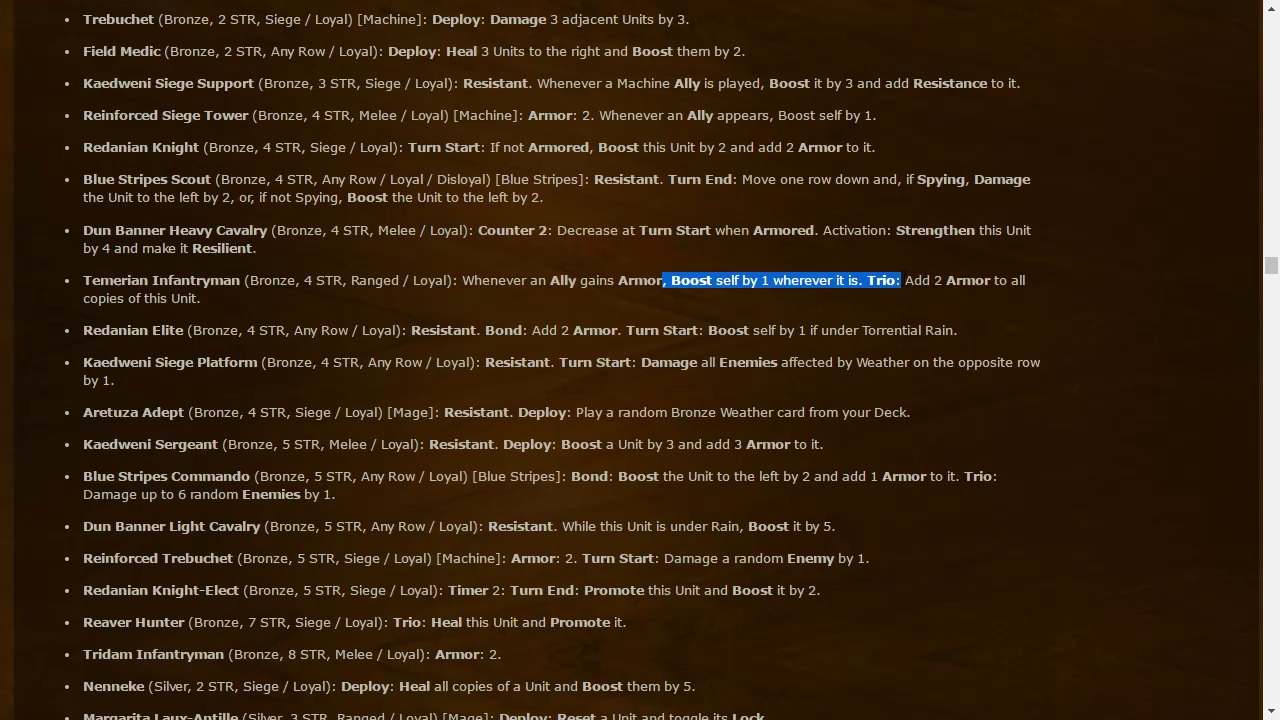 • Trebuchet (Bronze, 2 STR, Siege / Loyal) [Machine]: Deploy: Damage 3 adjacent Units by 3.
• Field Medic (Bronze, 2 STR, Any Row / Loyal): Deploy: Heal 3 Units to the right and Boost them by 2.
• Kaedweni Siege Support (Bronze, 3 STR, Siege / Loyal): Resistant. Whenever a Machine Ally is played, Boost it by 3 and add Resistance to it.
• Reinforced Siege Tower (Bronze, 4 STR, Melee / Loyal) [Machine]: Armor: 2. Whenever an Ally appears, Boost self by 1.
• Redanian Knight (Bronze, 4 STR, Siege / Loyal): Turn Start: If not Armored, Boost this Unit by 2 and add 2 Armor to it.
• Blue Stripes Scout (Bronze, 4 STR, Any Row / Loyal / Disloyal) [Blue Stripes]: Resistant. Turn End: Move one row down and, if Spying, Damage
the Unit to the left by 2, or, if not Spying, Boost the Unit to the left by 2.
• Dun Banner Heavy Cavalry (Bronze, 4 STR, Melee / Loyal): Counter 2: Decrease at Turn Start when Armored. Activation: Strengthen this Unit
by 4 and make it Resilient.
• Temerian Infantryman (Bronze, 4 STR, Ranged / Loyal): Whenever an Ally gains Armor, Boost self by 1 wherever it is. Trio: Add 2 Armor to all
copies of this Unit.
• Redanian Elite (Bronze, 4 STR, Any Row / Loyal): Resistant. Bond: Add 2 Armor. Turn Start: Boost self by 1 if under Torrential Rain.
• Kaedweni Siege Platform (Bronze, 4 STR, Any Row / Loyal): Resistant. Turn Start: Damage all Enemies affected by Weather on the opposite row
by 1.
• Aretuza Adept (Bronze, 4 STR, Siege / Loyal) [Mage]: Resistant. Deploy: Play a random Bronze Weather card from your Deck.
• Kaedweni Sergeant (Bronze, 5 STR, Melee / Loyal): Resistant. Deploy: Boost a Unit by 3 and add 3 Armor to it.
• Blue Stripes Commando (Bronze, 5 STR, Any Row / Loyal) [Blue Stripes]: Bond: Boost the Unit to the left by 2 and add 1 Armor to it. Trio:
Damage up to 6 random Enemies by 1.
• Dun Banner Light Cavalry (Bronze, 5 STR, Any Row / Loyal): Resistant. While this Unit is under Rain, Boost it by 5.
• Reinforced Trebuchet (Bronze, 5 STR, Siege / Loyal) [Machine]: Armor: 2. Turn Start: Damage a random Enemy by 1.
• Redanian Knight-Elect (Bronze, 5 STR, Siege / Loyal): Timer 2: Turn End: Promote this Unit and Boost it by 2.
• Reaver Hunter (Bronze, 7 STR, Siege / Loyal): Trio: Heal this Unit and Promote it.
• Tridam Infantryman (Bronze, 8 STR, Melee / Loyal): Armor: 2.
• Nenneke (Silver, 2 STR, Siege / Loyal): Deploy: Heal all copies of a Unit and Boost them by 5.
• Margarita Laux-Antille (Silver, 3 STR, Ranged / Loyal) [Mage]: Deploy: Reset a Unit and toggle its Lock.